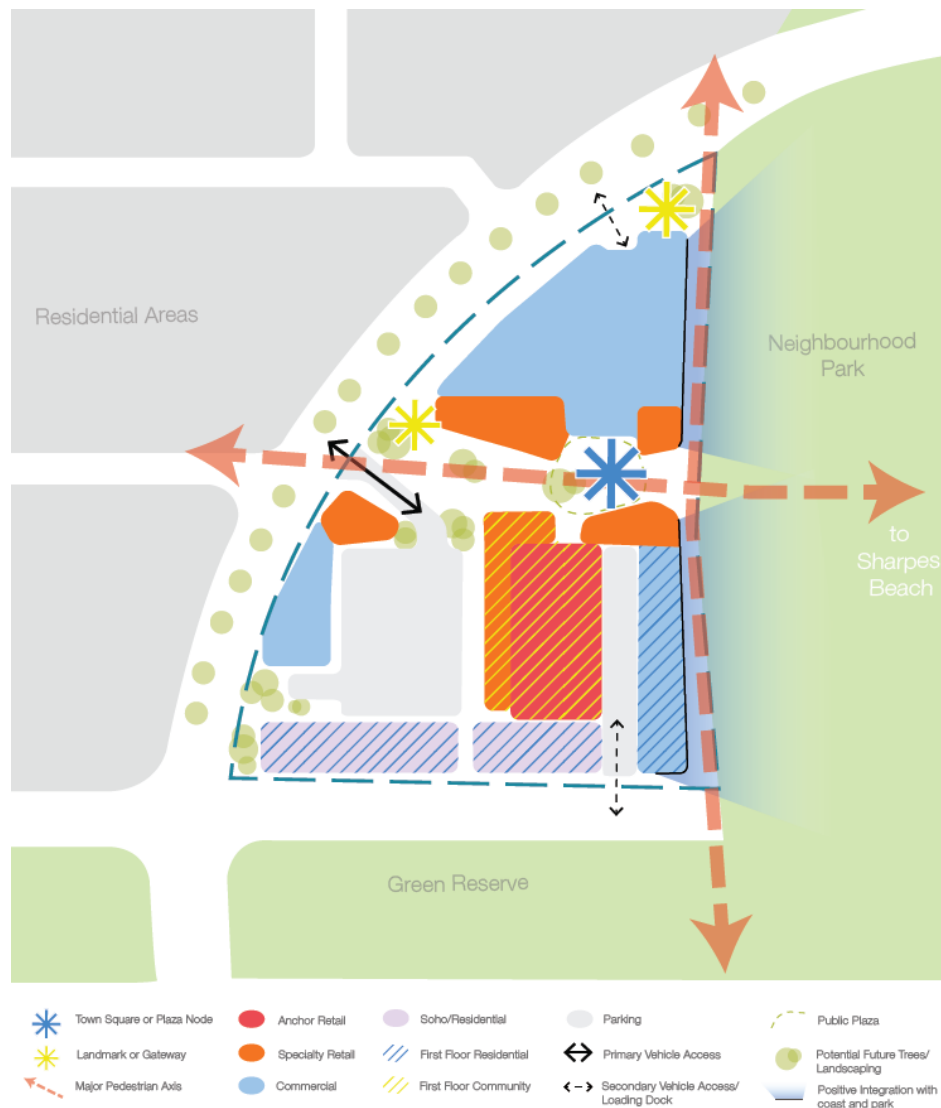 Residential Areas
Neighbourhood
Park
to
Sharpes
Beach
Green Reserve
Town Square or Plaza Node
Anchor Retail
Soho/Residential
Parking
Public Plaza
Landmark or Gateway
Specialty Retail
First Floor Residential
Primary Vehicle Access
Potential Future Trees/
Landscaping
Major Pedestrian Axis
Commercial
First Floor Community
Secondary Vehicle Access/
Loading Dock
Positive Integration with
coast and park